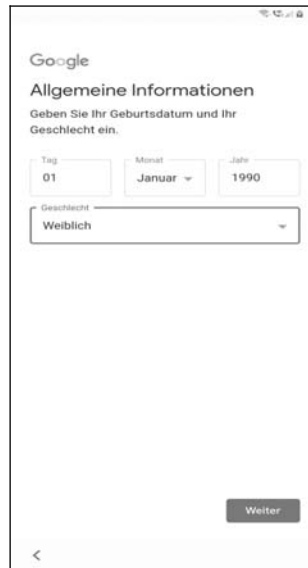 Google
Allgemeine Informationen
Geben Sie Ihr Geburtsdatum und Ihr
Geschlecht ein.
Tag
Monat
Jahr
01
Januar
1990
Geschlecht
Weiblich
Weiter